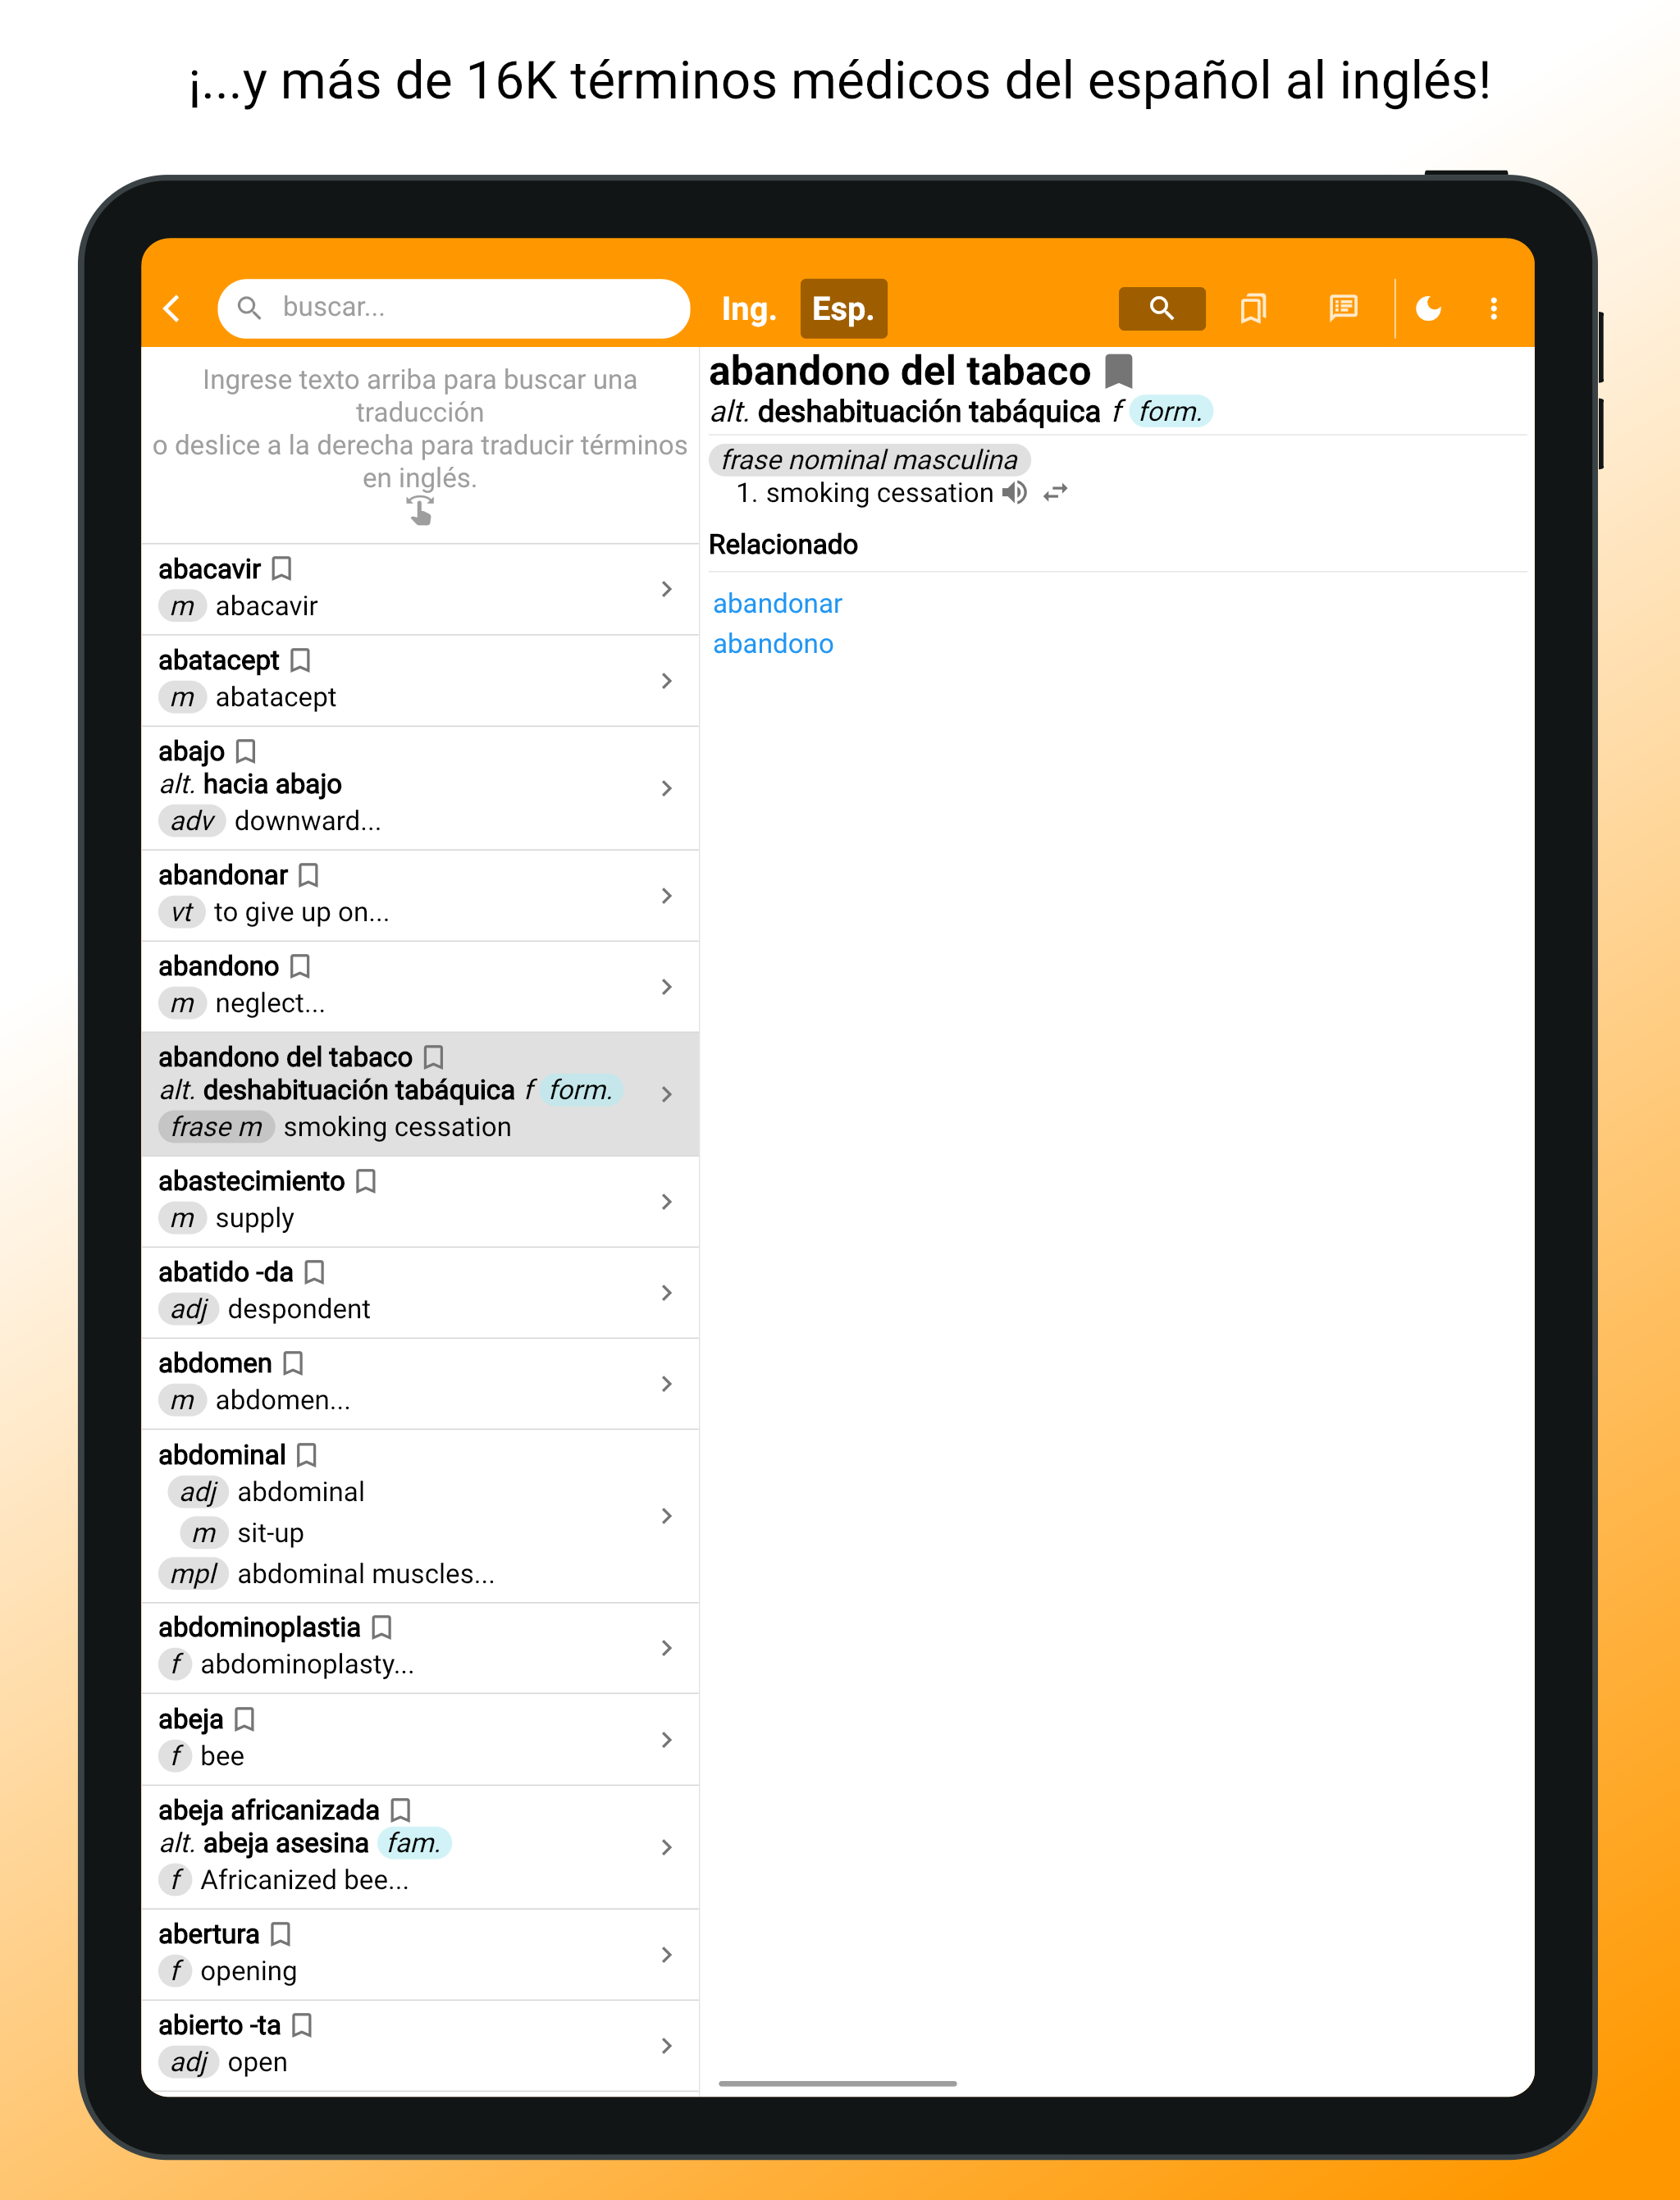 ¡...y más de 16K términos médicos del español al inglés!
buscar...
Ing.
Esp.
Ingrese texto arriba para buscar una
traducción
o deslice a la derecha para traducir términos
en inglés.
abacavir
m abacavir
abatacept
m abatacept
abajo
alt. hacia abajo
adv downward...
abandonar
vt to give up on...
abandono
m neglect...
abandono del tabaco
alt. deshabituación tabáquica f form.
frase m smoking cessation
abastecimiento
m supply
abatido -da
adj despondent
abdomen
m abdomen...
abdominal
adj abdominal
m sit-up
mpl abdominal muscles...
abdominoplastia
f abdominoplasty...
abeja
f bee
abeja africanizada
alt. abeja asesina fam.
f Africanized bee...
abertura
f opening
abierto -ta
adj open
abandono del tabaco
alt. deshabituación tabáquica f form.
frase nominal masculina
1. smoking cessation
Relacionado
abandonar
abandono